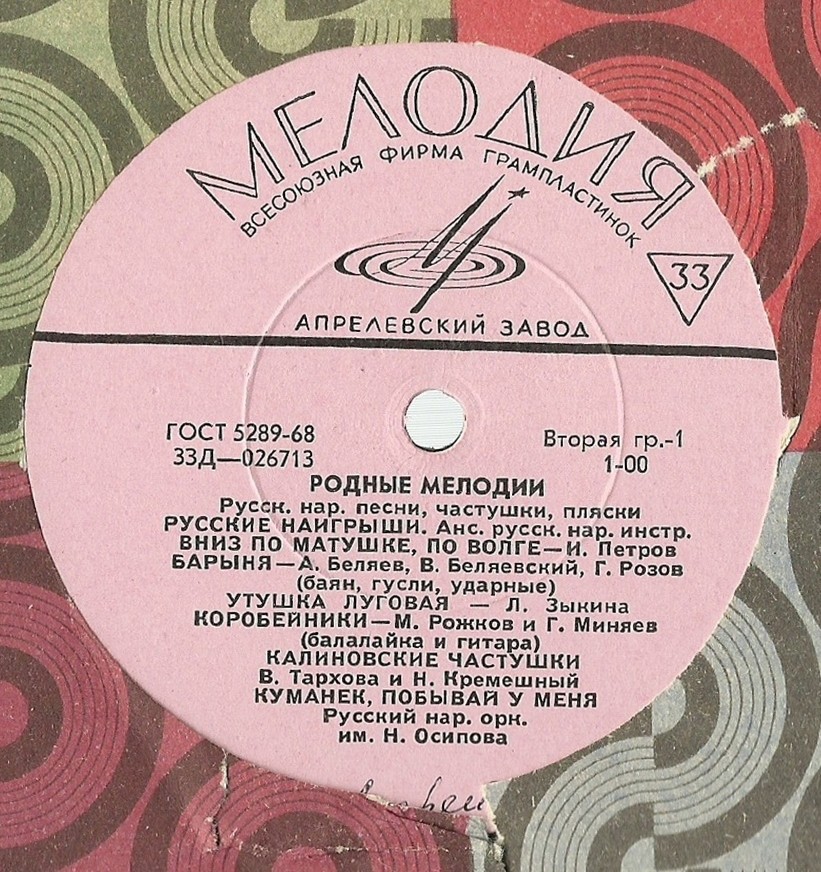 МЕЛОДИЯ
ВСЕСОЮЗНАЯ ФИРМА ГРАМПЛАСТИНОК
33
АПРЕЛЕВСКИЙ ЗАВОД
ГОСТ 5289-68
Вторая гр.-1
33Д—026713
1-00
РОДНЫЕ МЕЛОДИИ
Русск. нар. песни, частушки, пляски
РУССКИЕ НАИГРЫШИ. Анс. русск. нар. инстр.
ВНИЗ ПО МАТУШКЕ, ПО ВОЛГЕ—И. Петров
БАРЫНЯ—А. Беляев, В. Беляевский, Г. Розов
(баян, гусли, ударные)
УТУШКА ЛУГОВАЯ — Л. Зыкина
КОРОБЕЙНИКИ—М. Рожков и Г. Миняев
(балалайка и гитара)
КАЛИНОВСКИЕ ЧАСТУШКИ
В. Тархова и Н. Кремешный
КУМАНЕК, ПОБЫВАЙ У МЕНЯ
Русский нар. орк.
им. Н. Осипова